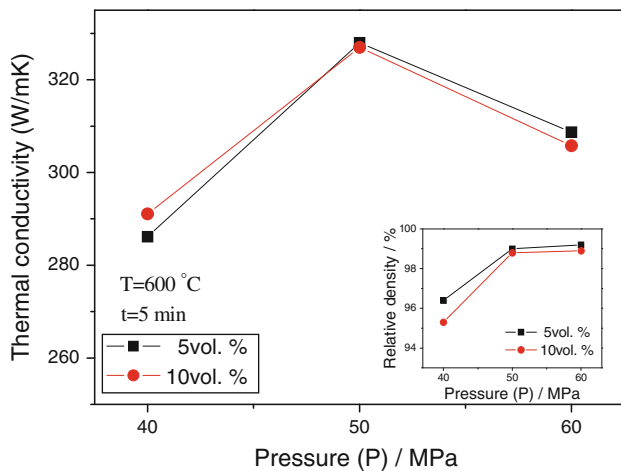 Thermal conductivity (W/mK)
320
300
280
260
T=600 °C
t=5 min
5vol. %
10vol. %
40
50
60
Pressure (P) / MPa
Relative density / %
100
98
96
94
5vol. %
10vol. %
40
50
60
Pressure (P) / MPa